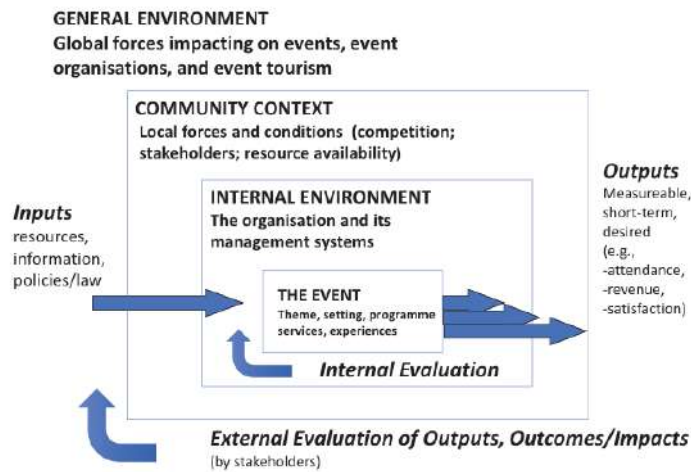 GENERAL ENVIRONMENT
Global forces impacting on events, event
organisations, and event tourism
COMMUNITY CONTEXT
Local forces and conditions (competition;
stakeholders; resource availability)
INTERNAL ENVIRONMENT
The organisation and its
management systems
Inputs
resources,
information,
policies/law
THE EVENT
Theme, setting, programme
services, experiences
Outputs
Measureable,
short-term,
desired
(e.g.,
-attendance,
-revenue,
-satisfaction)
Internal Evaluation
External Evaluation of Outputs, Outcomes/Impacts
(by stakeholders)